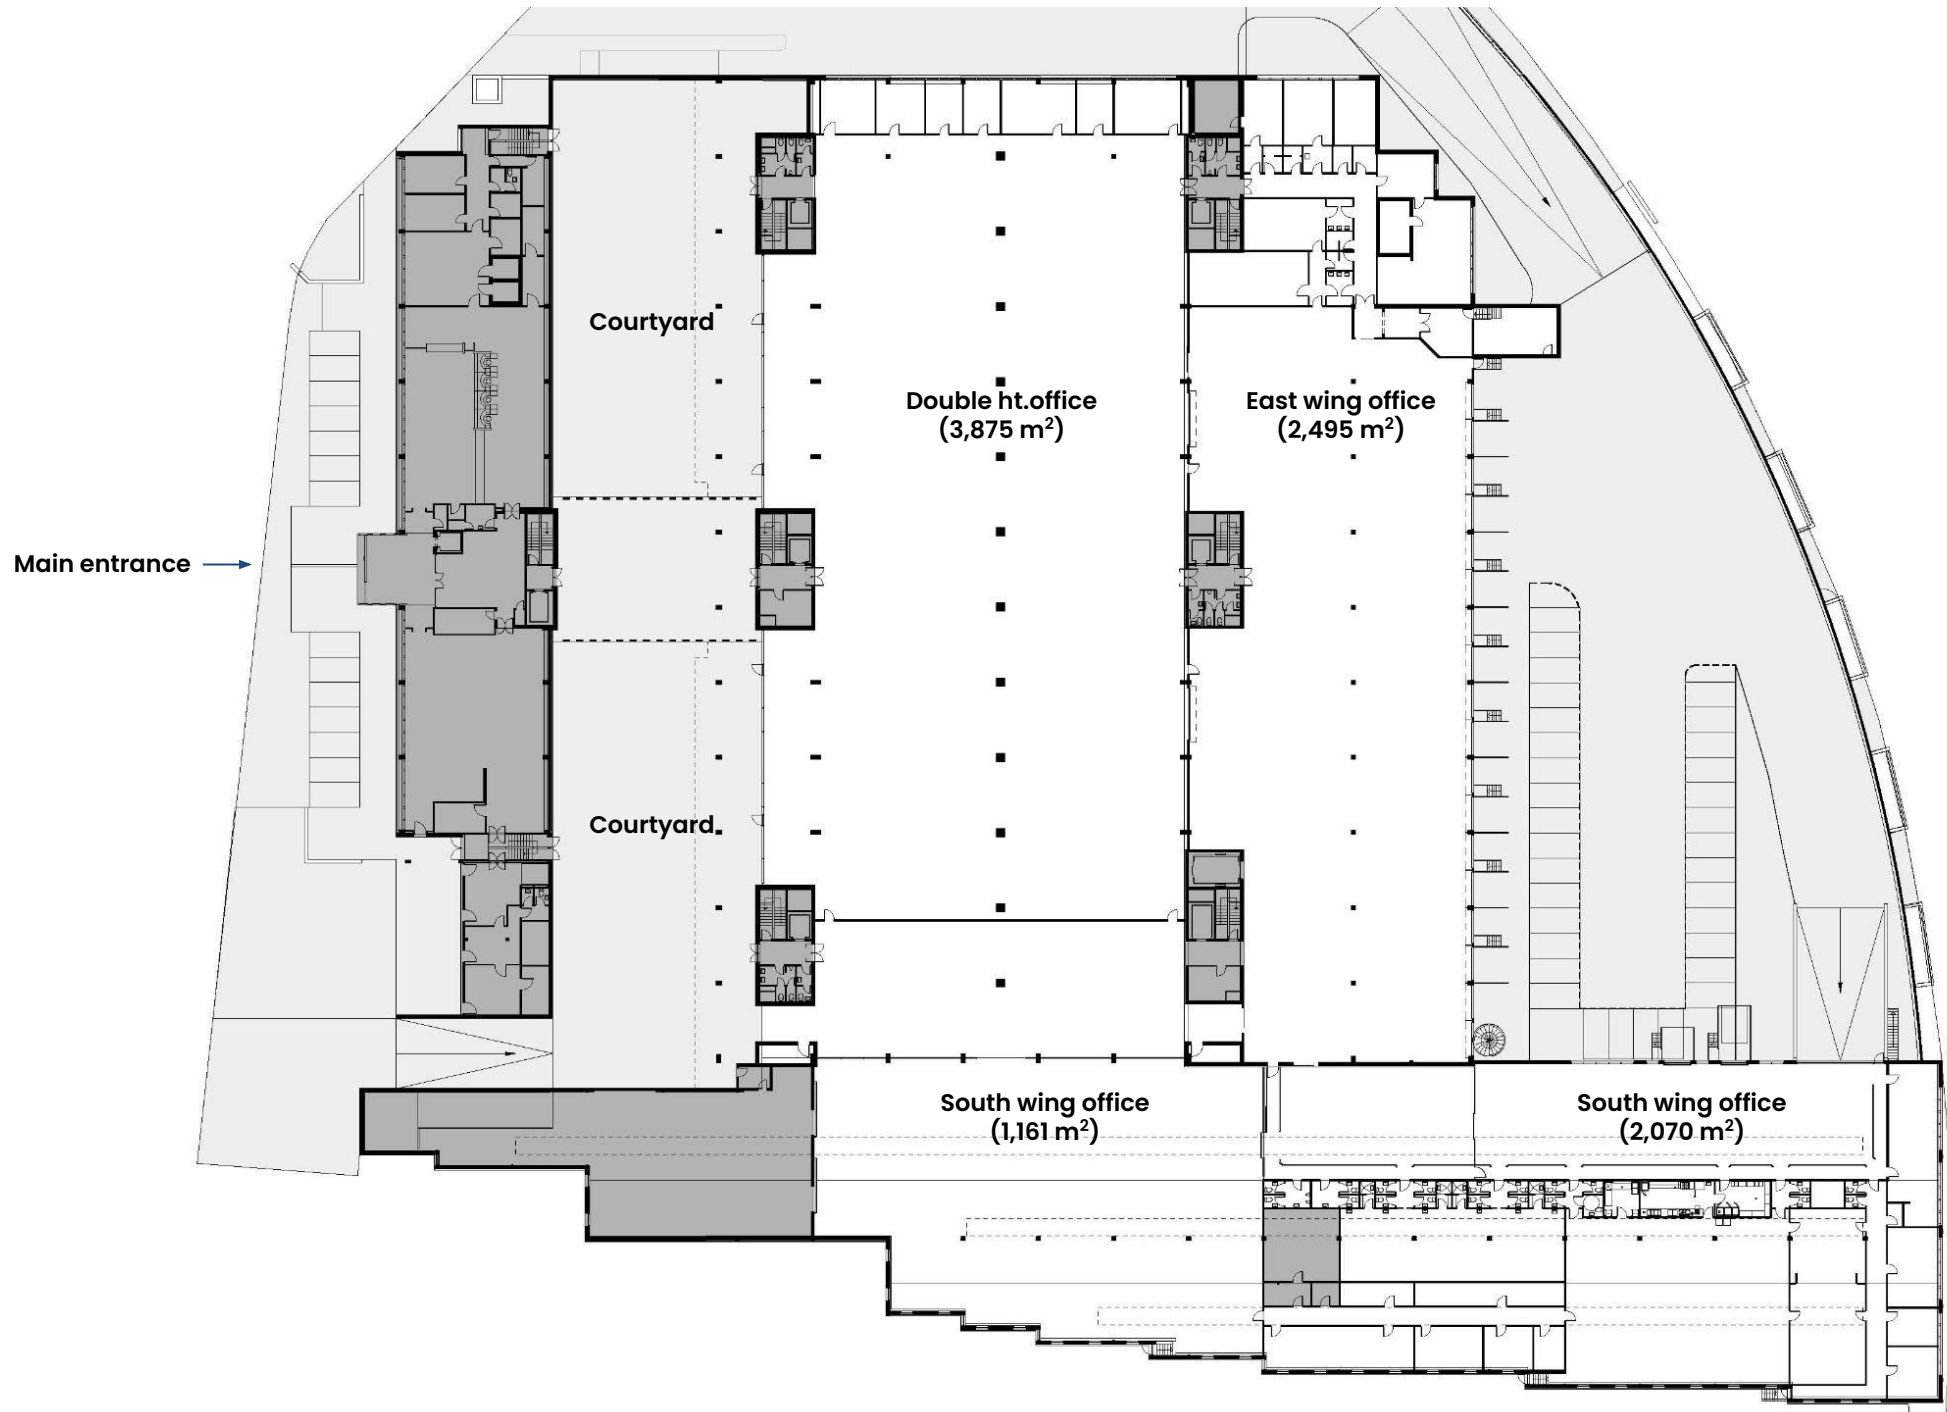 Courtyard
Double ht.office
(3,875 m²)
East wing office
(2,495 m²)
Main entrance
Courtyard
South wing office
(1,161 m²)
South wing office
(2,070 m²)